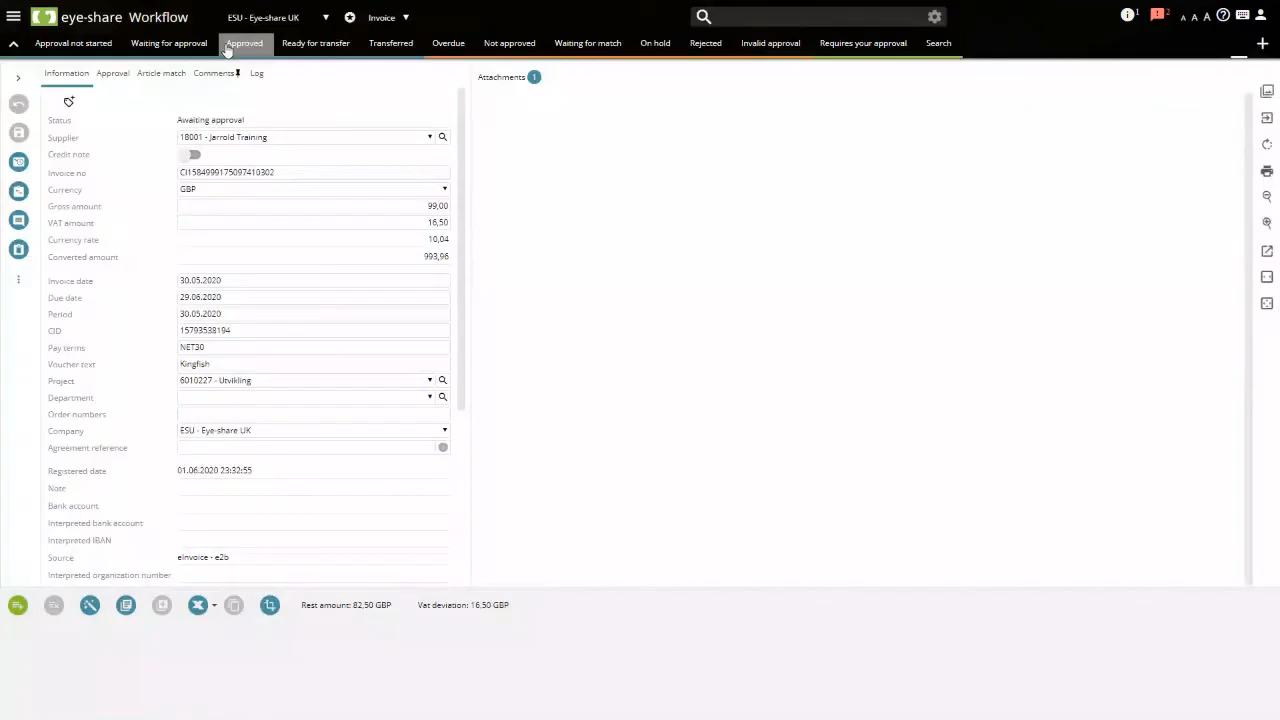 eye-share Workflow
ESU - Eye-share UK
Invoice
1
2
A A A
Approval not started
Waiting for approval
Approved
Ready for transfer
Transferred
Overdue
Not approved
Waiting for match
On hold
Rejected
Invalid approval
Requires your approval
Search
Information
Approval
Article match
Comments
Log
Attachments 1
Status Awaiting approval
Supplier 18001 - Jarrold Training
Credit note
Invoice no CI1584999175097410302
Currency GBP
Gross amount 99,00
VAT amount 16,50
Currency rate 10,04
Converted amount 993,96
Invoice date 30.05.2020
Due date 29.06.2020
Period 30.05.2020
CID 15793538194
Pay terms NET30
Voucher text Kingfish
Project 6010227 - Utvikling
Department
Order numbers
Company ESU - Eye-share UK
Agreement reference
Registered date 01.06.2020 23:32:55
Note
Bank account
Interpreted bank account
Interpreted IBAN
Source eInvoice - e2b
Interpreted organization number
Rest amount: 82,50 GBP
Vat deviation: 16,50 GBP